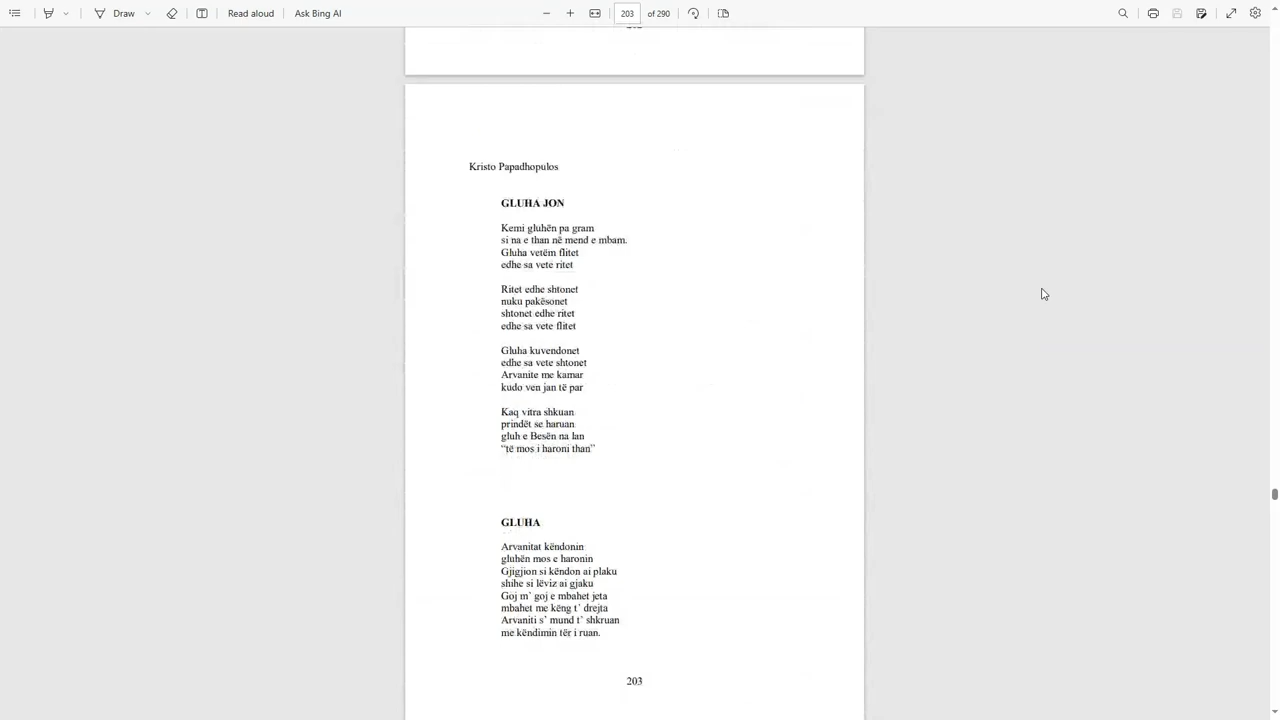 Draw
Read aloud
Ask Bing AI
203
of 290
Kristo Papadhopulos
GLUHA JON
Kemi gluhën pa gram
si na e than në mend e mbam.
Gluha vetëm flitet
edhe sa vete ritet
Ritet edhe shtonet
nuku pakësonet
shtonet edhe ritet
edhe sa vete flitet
Gluha kuvendonet
edhe sa vete shtonet
Arvanite me kamar
kudo ven jan të par
Kaq vitra shkuan
prindët se haruan
gluh e Besën na lan
“të mos i haroni than”
GLUHA
Arvanitat këndonin
gluhën mos e haronin
Gjigjion si këndon ai plaku
shihe si lëviz ai gjaku
Goj m’ goj e mbahet jeta
mbahet me këng t’ drejta
Arvaniti s’ mund t’ shkruan
me këndimin tër i ruan.
203